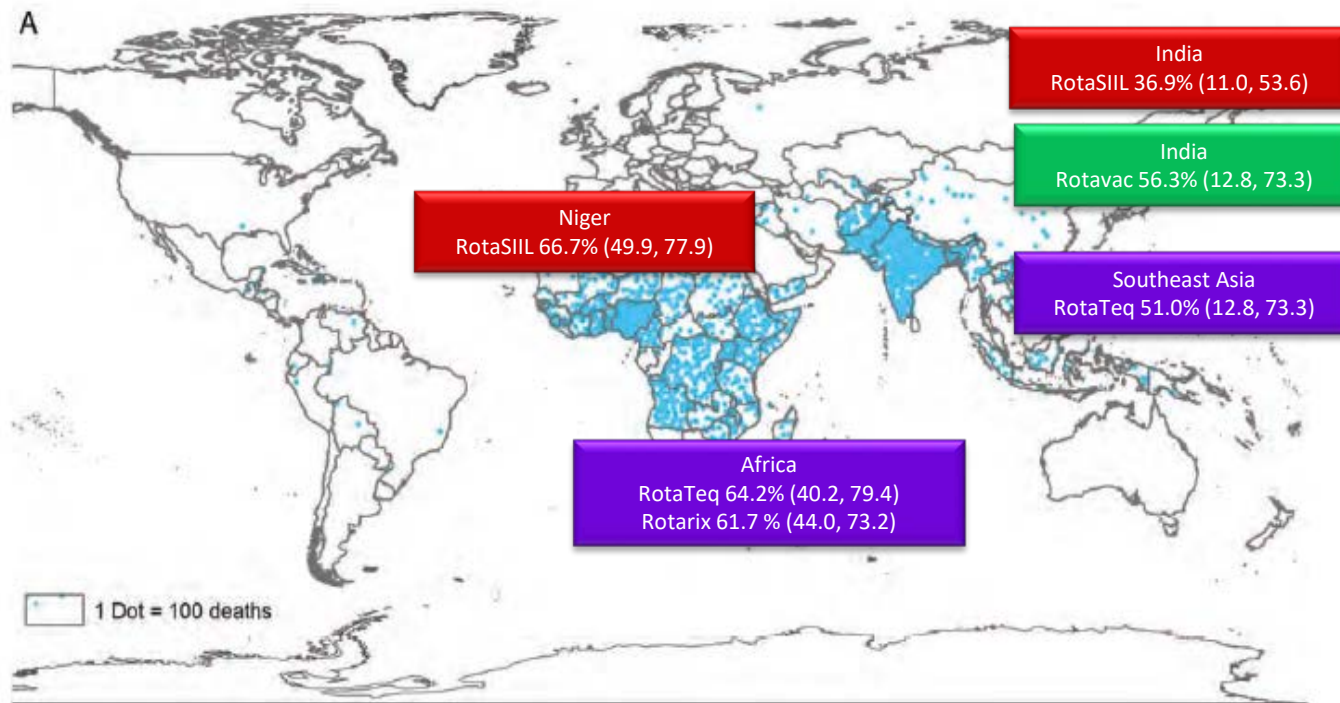 A
India
RotaSIIL 36.9% (11.0, 53.6)
India
Rotavac 56.3% (12.8, 73.3)
Niger
RotaSIIL 66.7% (49.9, 77.9)
Southeast Asia
RotaTeq 51.0% (12.8, 73.3)
Africa
RotaTeq 64.2% (40.2, 79.4)
Rotarix 61.7 % (44.0, 73.2)
1 Dot = 100 deaths